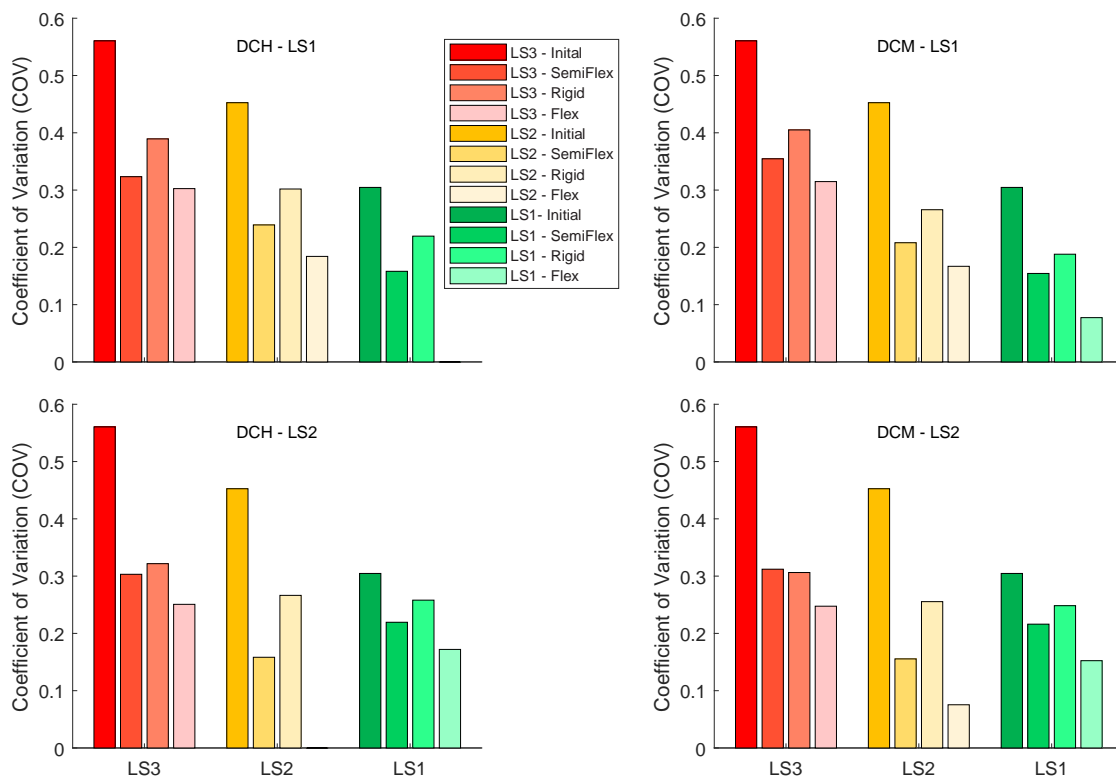 DCH - LS1
Coefficient of Variation (COV)
0.6
0.5
0.4
0.3
0.2
0.1
0
LS3 - Inital
LS3 - SemiFlex
LS3 - Rigid
LS3 - Flex
LS2 - Initial
LS2 - SemiFlex
LS2 - Rigid
LS2 - Flex
LS1- Initial
LS1 - SemiFlex
LS1 - Rigid
LS1 - Flex
DCM - LS1
Coefficient of Variation (COV)
0.6
0.5
0.4
0.3
0.2
0.1
0
DCH - LS2
Coefficient of Variation (COV)
0.6
0.5
0.4
0.3
0.2
0.1
0
LS3 LS2 LS1
DCM - LS2
Coefficient of Variation (COV)
0.6
0.5
0.4
0.3
0.2
0.1
0
LS3 LS2 LS1